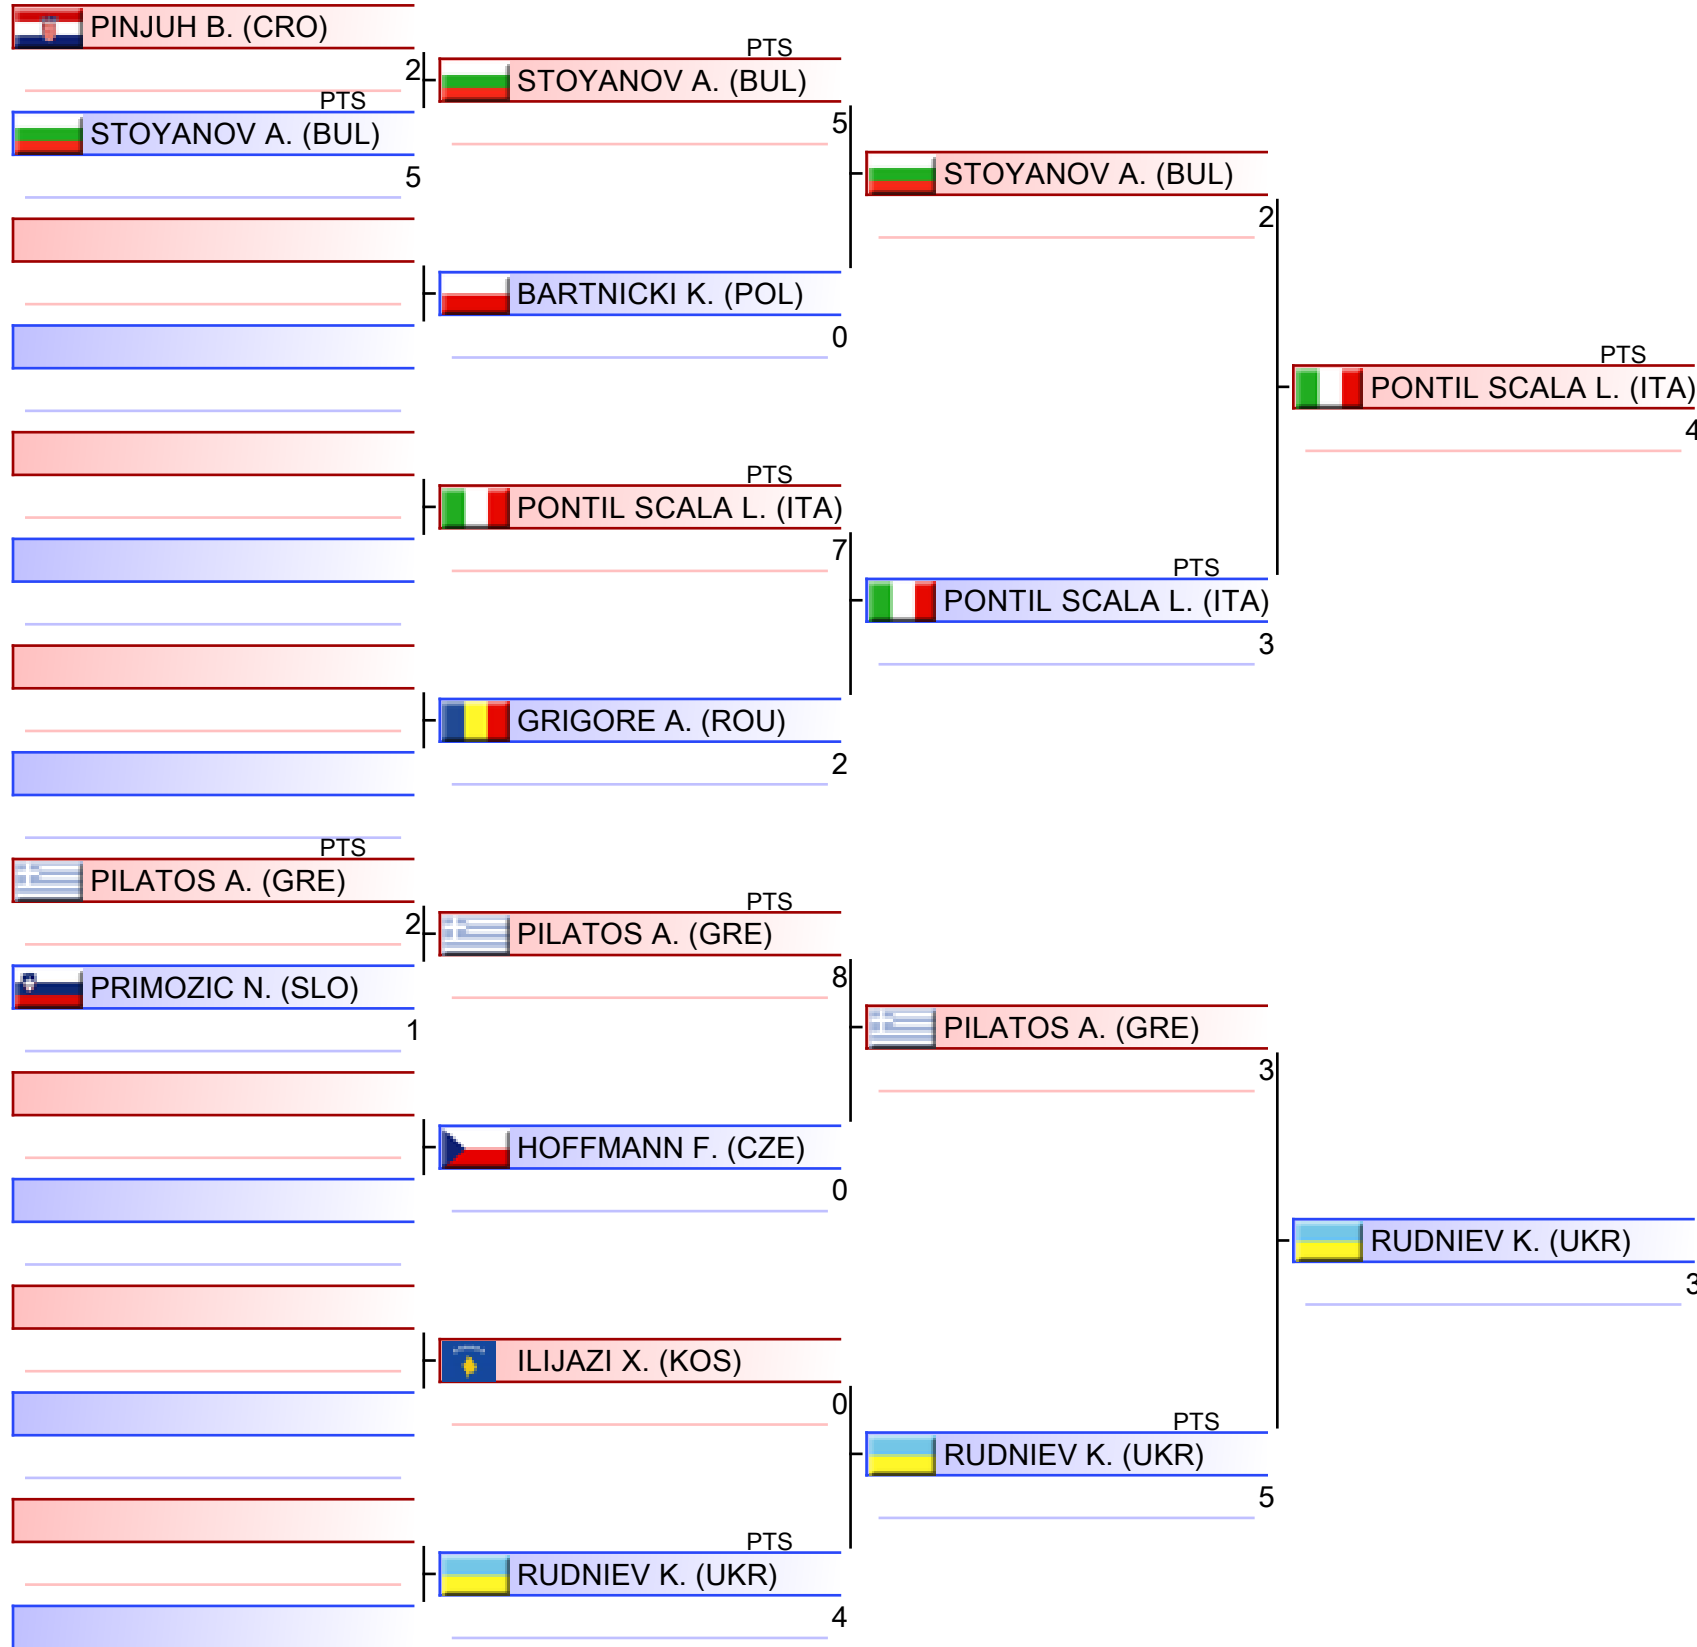 PINJUH B. (CRO)
2
PTS
STOYANOV A. (BUL)
5
PTS
STOYANOV A. (BUL)
5
BARTNICKI K. (POL)
0
STOYANOV A. (BUL)
2
PTS
PONTIL SCALA L. (ITA)
7
GRIGORE A. (ROU)
2
PTS
PONTIL SCALA L. (ITA)
3
PTS
PONTIL SCALA L. (ITA)
4
PTS
PILATOS A. (GRE)
2
PRIMOZIC N. (SLO)
1
PTS
PILATOS A. (GRE)
8
HOFFMANN F. (CZE)
0
PILATOS A. (GRE)
3
ILIJAZI X. (KOS)
0
PTS
RUDNIEV K. (UKR)
4
PTS
RUDNIEV K. (UKR)
5
RUDNIEV K. (UKR)
3